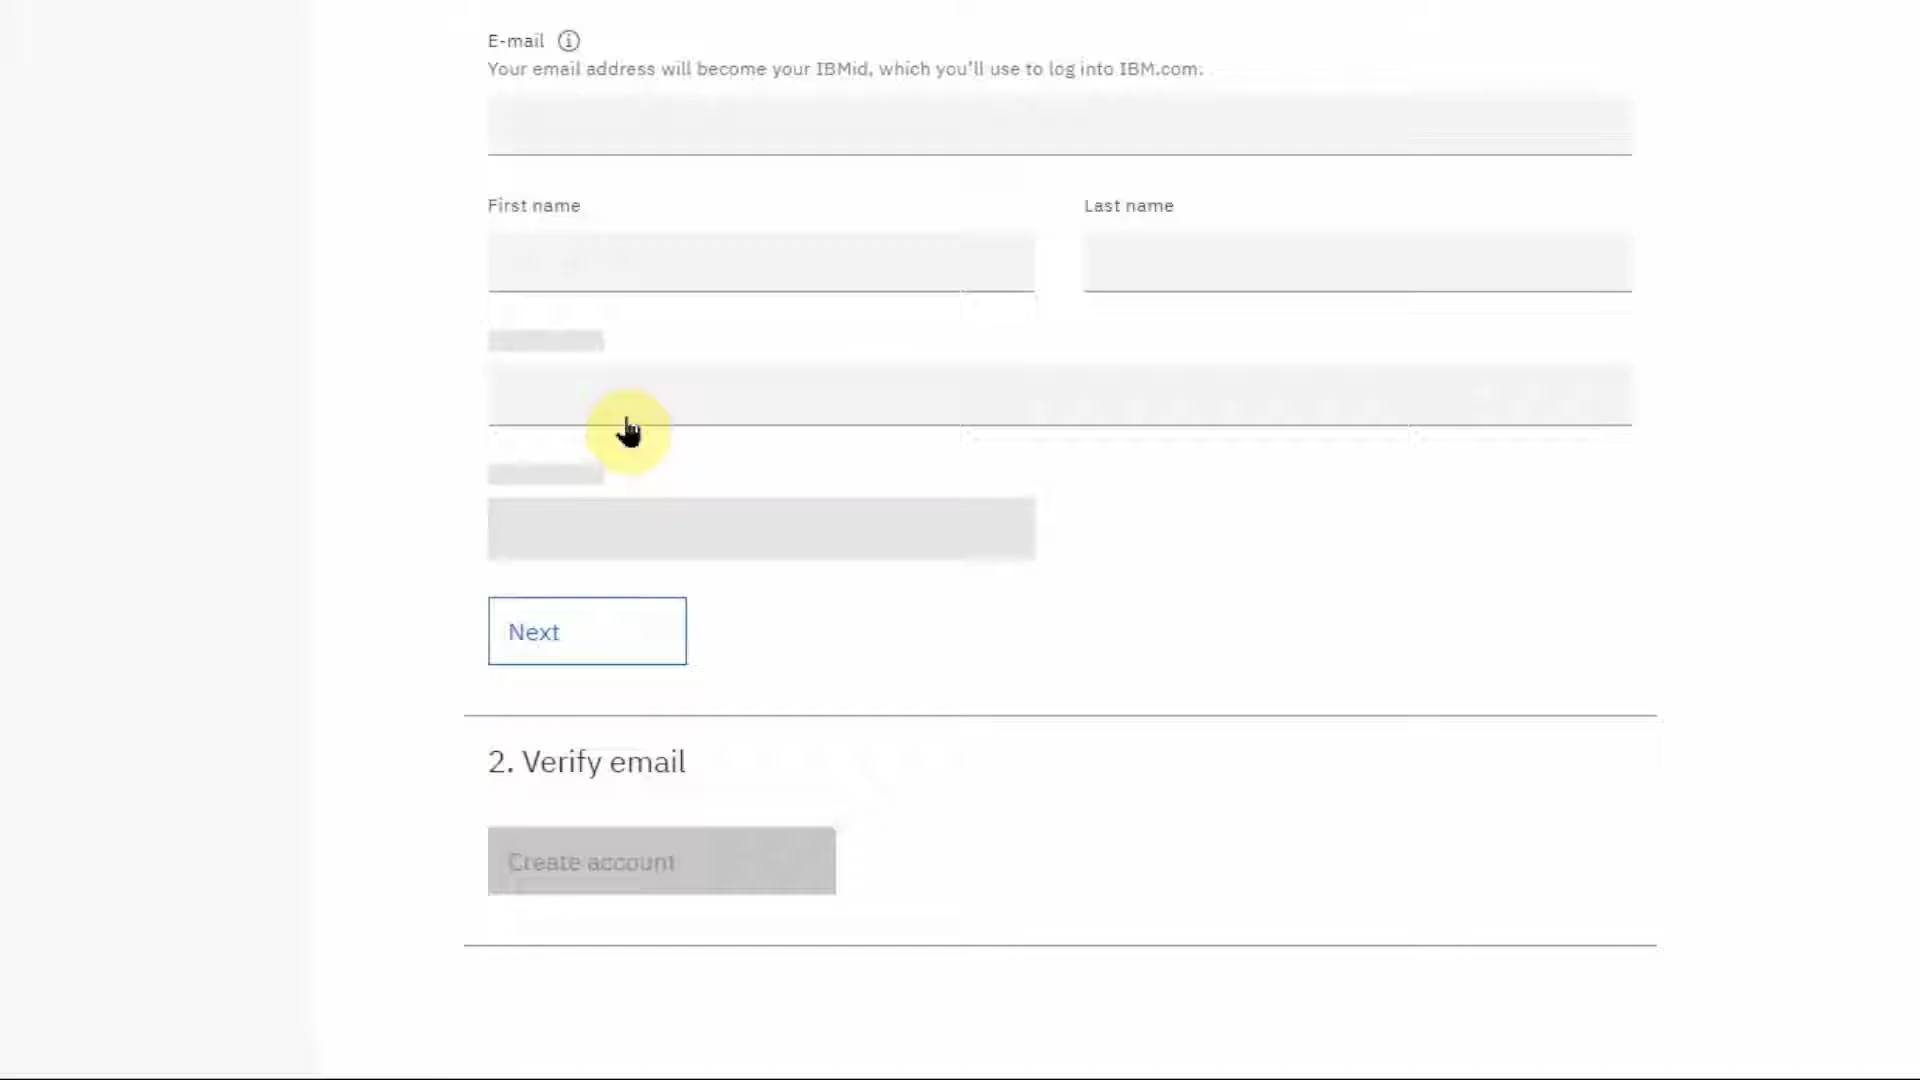 E-mail
Your email address will become your IBMid, which you'll use to log into IBM.com.
First name
Last name
Next
2. Verify email
Create account